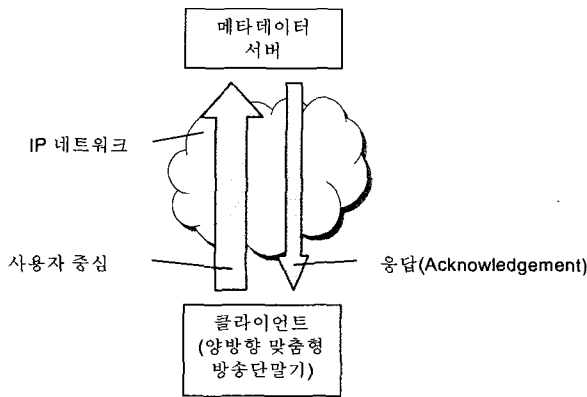 메타데이터
서버
IP 네트워크
사용자 중심
응답(Acknowledgement)
클라이언트
(양방향 맞춤형
방송단말기)